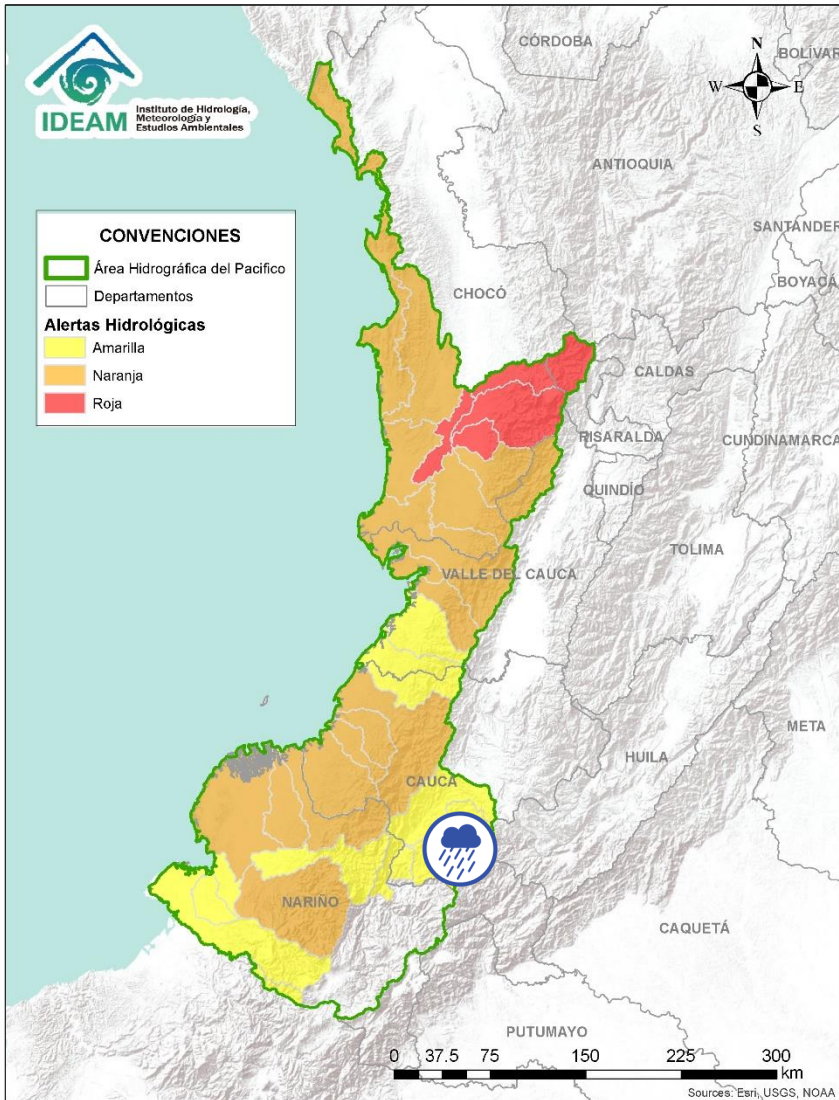 IDEAM
Instituto de Hidrología,
Meteorología y
Estudios Ambientales
CÓRDOBA
BOLÍVAR
N
W
E
S
ANTIOQUIA
SANTANDER
BOYACÁ
CONVENCIONES
Área Hidrográfica del Pacifico
Departamentos
Alertas Hidrológicas
Amarilla
Naranja
Roja
CHOCÓ
CALDAS
RISARALDA
CUNDINAMARCA
QUINDÍO
TOLIMA
VALLE DEL CAUCA
META
HUILA
CAUCA
NARIÑO
CAQUETÁ
PUTUMAYO
0 37.5 75 150 225 300
km
Sources: Esri, USGS, NOAA